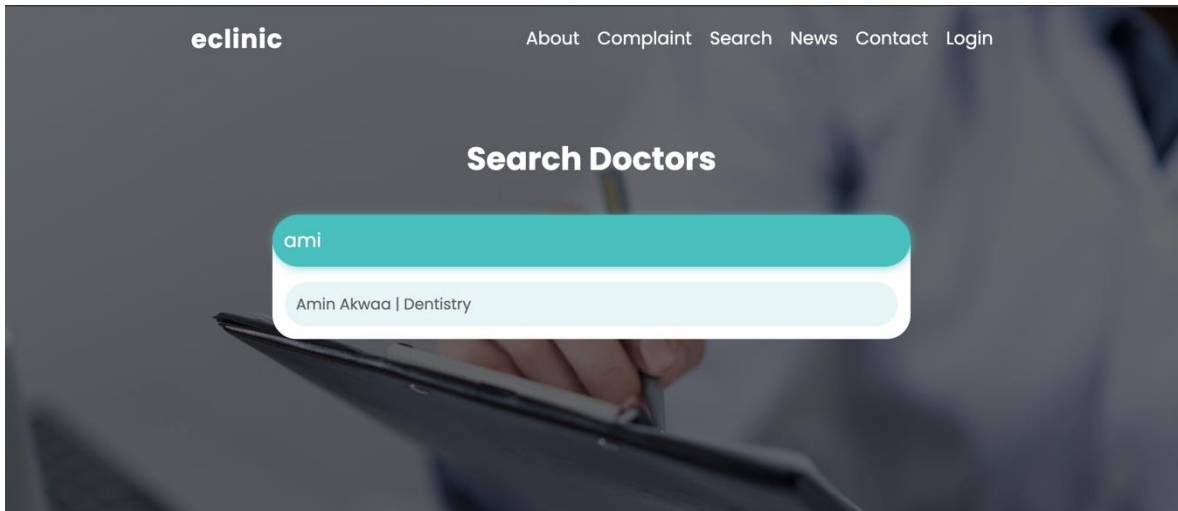 eclinic About Complaint Search News Contact Login
Search Doctors
ami
Amin Akwaa | Dentistry